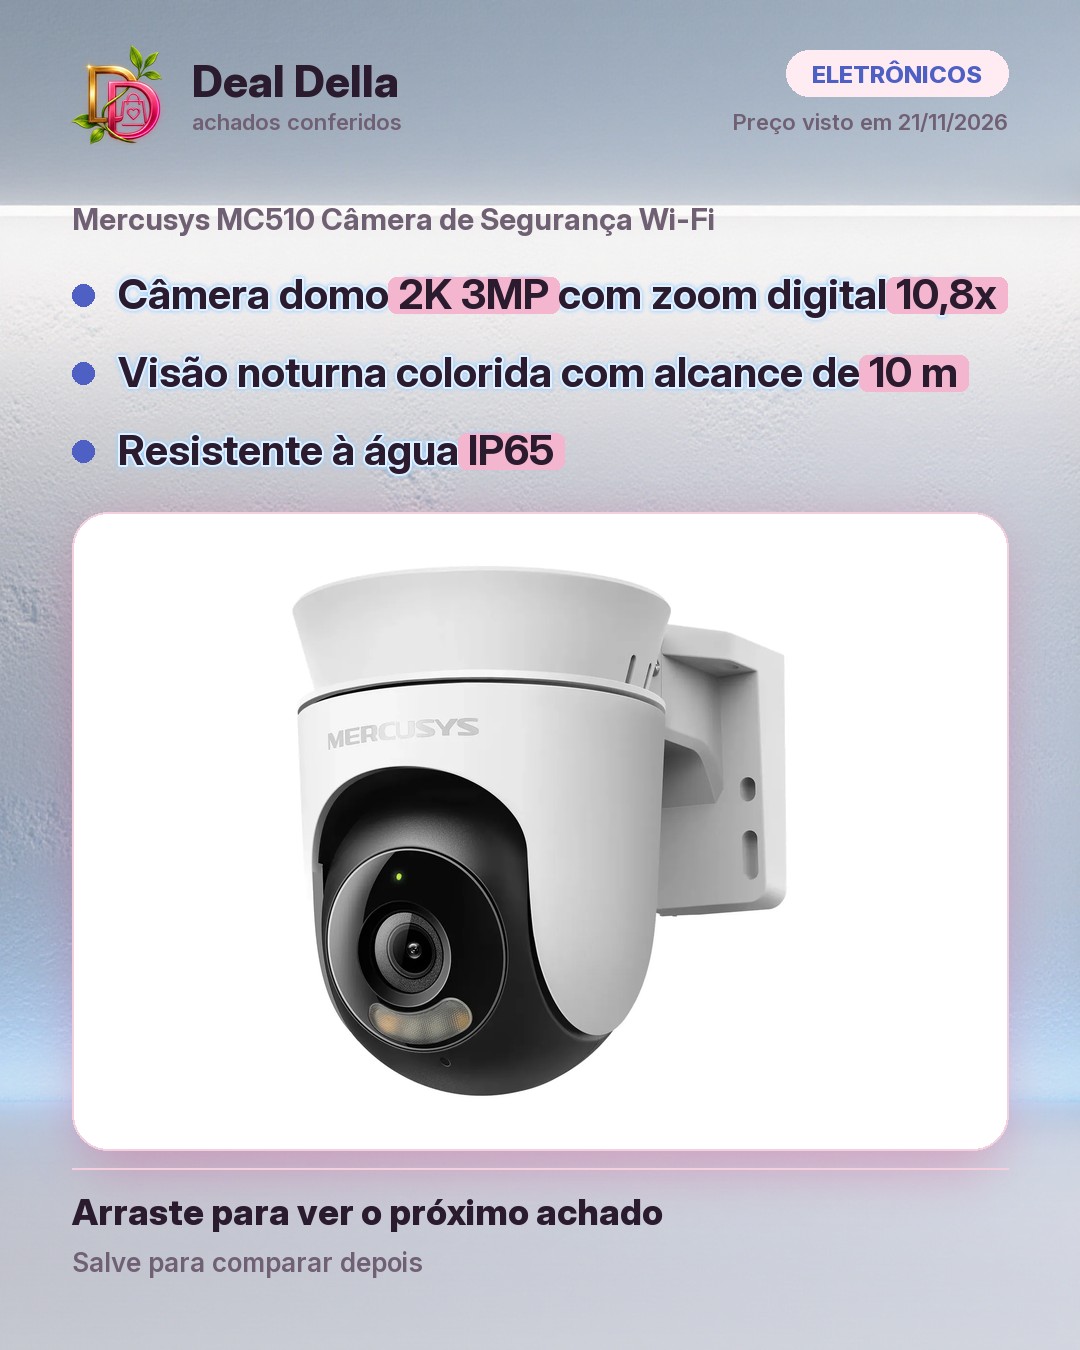 Deal Della
achados conferidos
ELETRÔNICOS
Preço visto em 21/11/2026
Mercusys MC510 Câmera de Segurança Wi-Fi
Câmera domo 2K 3MP com zoom digital 10,8x
Visão noturna colorida com alcance de 10 m
Resistente à água IP65
MERCUSYS
Arraste para ver o próximo achado
Salve para comparar depois